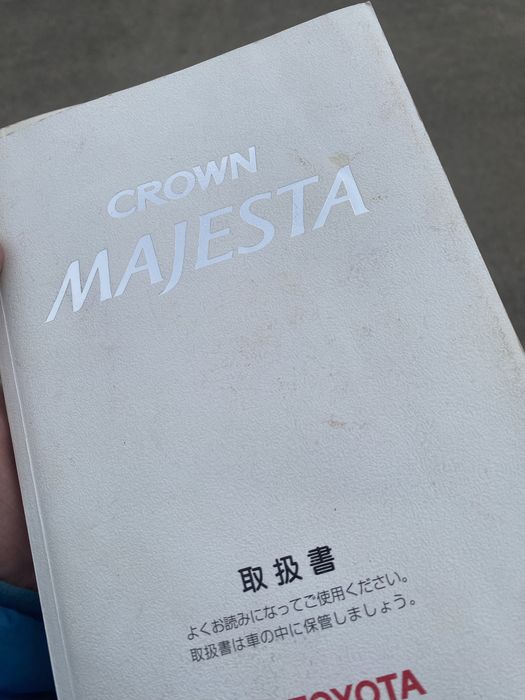 CROWN
MAJESTA
取扱書
よくお読みになってご使用ください。
取扱書は車の中に保管しましょう。
TOYOTA